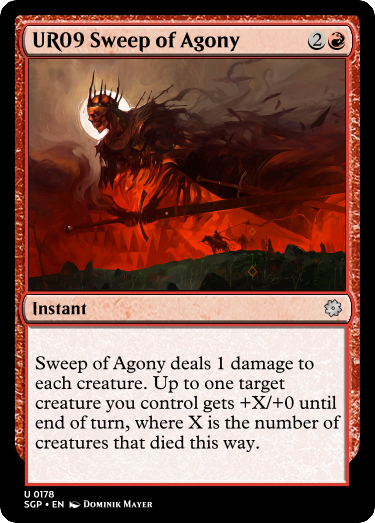 UR09 Sweep of Agony 2
Instant
Sweep of Agony deals 1 damage to
each creature. Up to one target
creature you control gets +X/+0 until
end of turn, where X is the number of
creatures that died this way.
U 0178
SGP • EN DOMINIK MAYER